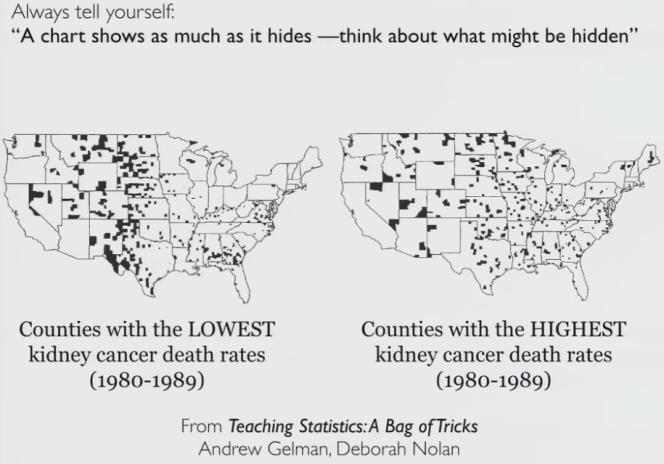 Always tell yourself:
“A chart shows as much as it hides —think about what might be hidden”
Counties with the LOWEST
kidney cancer death rates
(1980-1989)
Counties with the HIGHEST
kidney cancer death rates
(1980-1989)
From Teaching Statistics: A Bag of Tricks
Andrew Gelman, Deborah Nolan